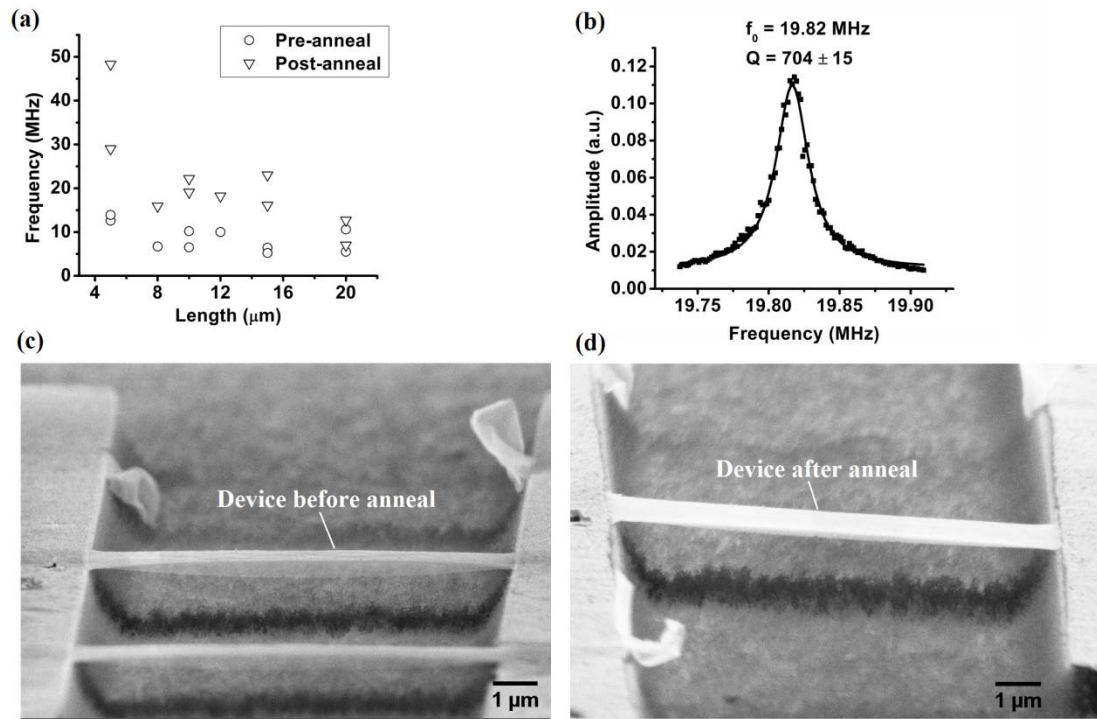 (a)
Pre-anneal
Post-anneal
50
40
30
20
10
0
Frequency (MHz)
4 8 12 16 20
Length (μm)
(b)
f₀ = 19.82 MHz
Q = 704 ± 15
0.12
0.10
0.08
0.06
0.04
0.02
0.00
Amplitude (a.u.)
19.75 19.80 19.85 19.90
Frequency (MHz)
(c)
Device before anneal
1 μm
(d)
Device after anneal
1 μm